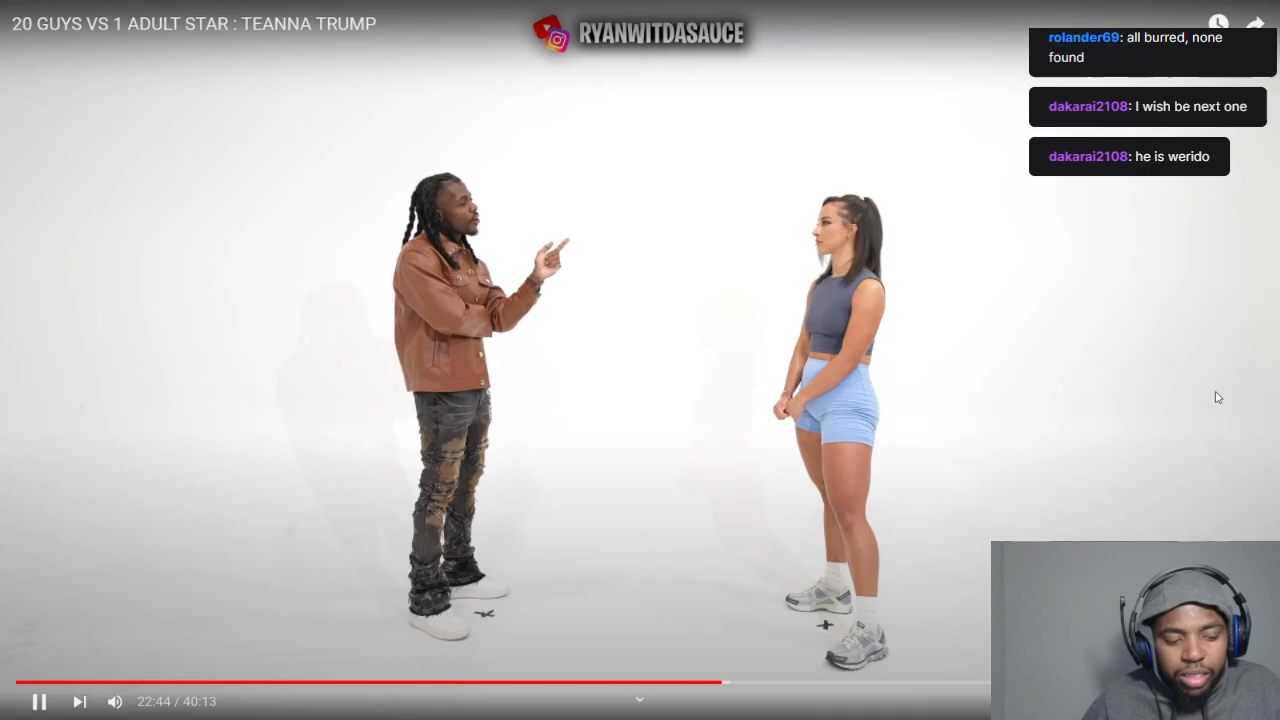 20 GUYS VS 1 ADULT STAR : TEANNA TRUMP
RYANWITDASAUCE
rolander69: all burred, none
found
dakarai2108: I wish be next one
dakarai2108: he is werido
22:44 / 40:13